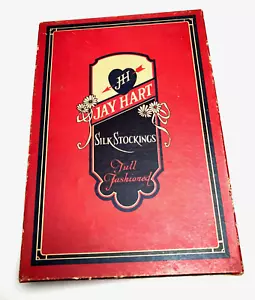 JH
JAY HART
SILK STOCKINGS
Full
Fashioned